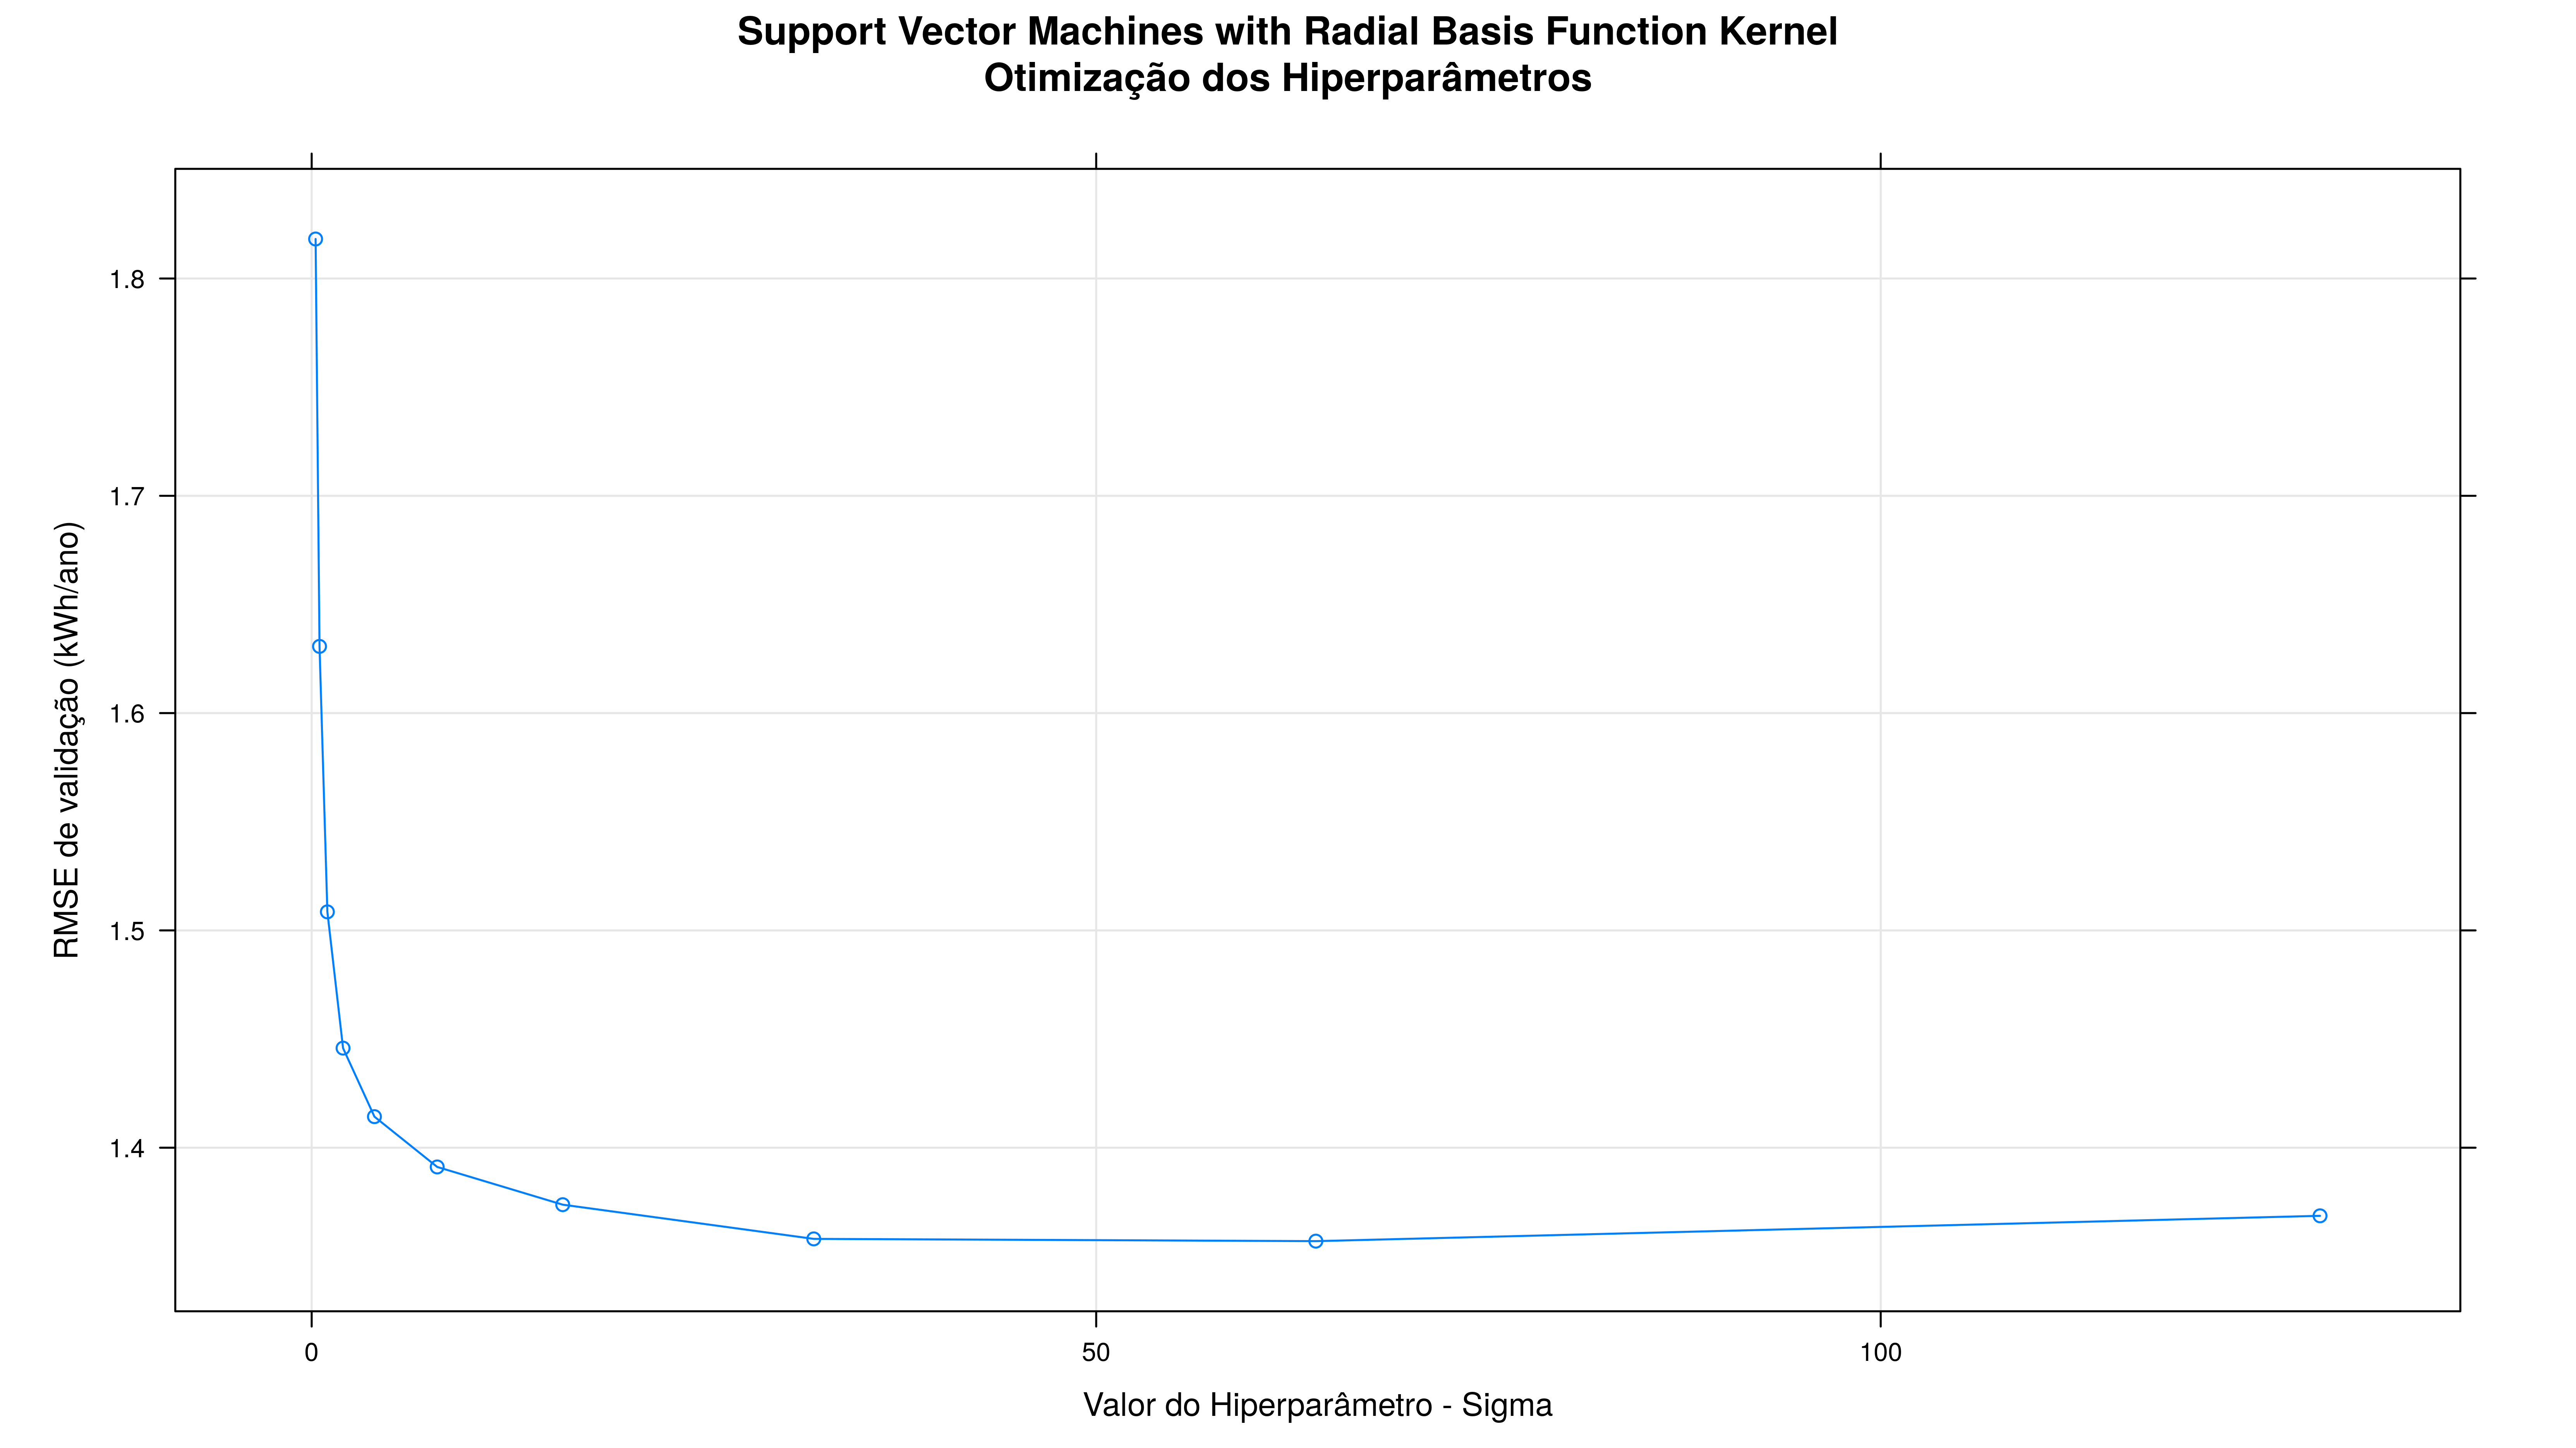 Support Vector Machines with Radial Basis Function Kernel
Otimização dos Hiperparâmetros
RMSE de validação (kWh/ano)
1.8
1.7
1.6
1.5
1.4
0
50
100
Valor do Hiperparâmetro - Sigma